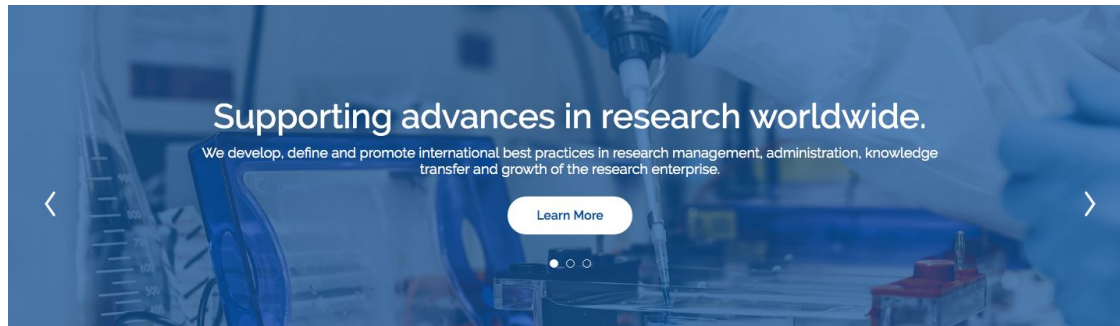 Supporting advances in research worldwide.
We develop, define and promote international best practices in research management, administration, knowledge
transfer and growth of the research enterprise.
Learn More